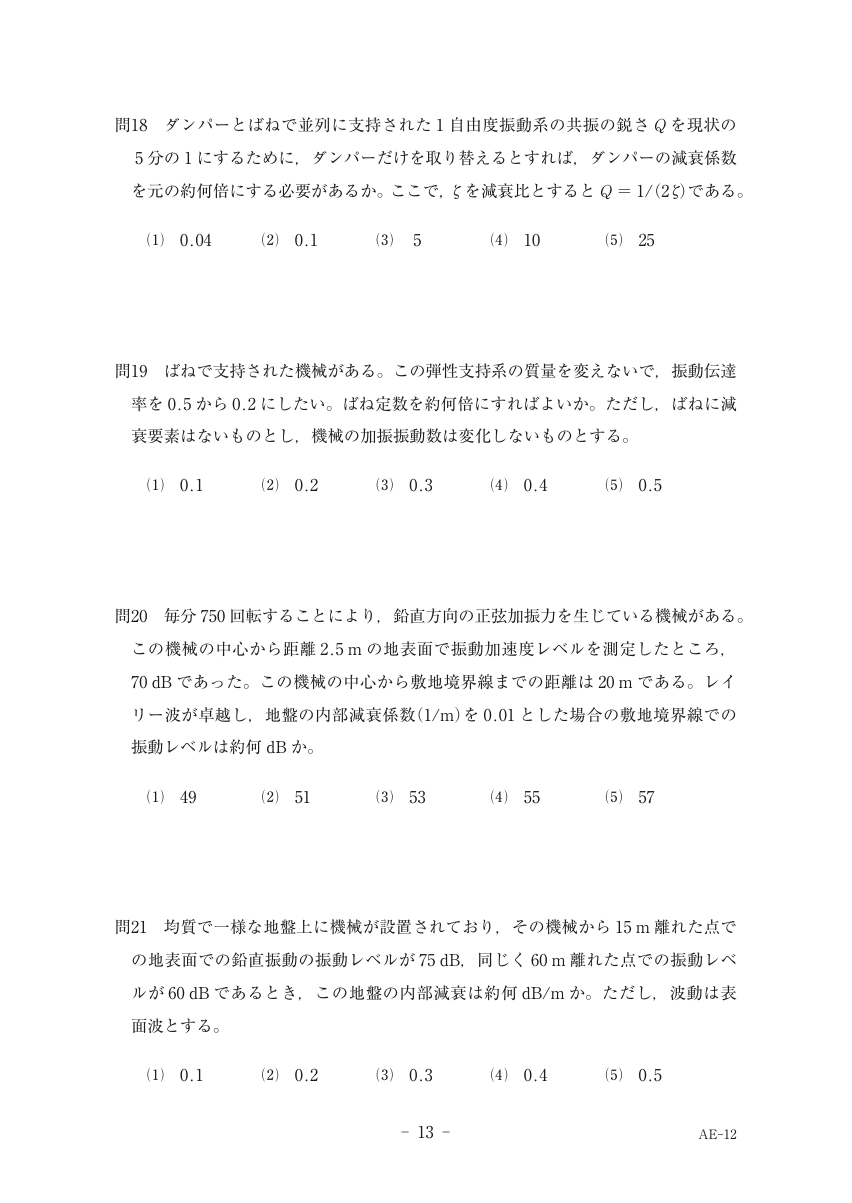 問18 ダンパーとばねで並列に支持された 1 自由度振動系の共振の鋭さ Q を現状の
5 分の 1 にするために，ダンパーだけを取り替えるとすれば，ダンパーの減衰係数
を元の約何倍にする必要があるか。ここで，ζ を減衰比とすると Q = 1/(2ζ)である。
(1) 0.04 (2) 0.1 (3) 5 (4) 10 (5) 25
問19 ばねで支持された機械がある。この弾性支持系の質量を変えないで，振動伝達
率を 0.5 から 0.2 にしたい。ばね定数を約何倍にすればよいか。ただし，ばねに減
衰要素はないものとし，機械の加振振動数は変化しないものとする。
(1) 0.1 (2) 0.2 (3) 0.3 (4) 0.4 (5) 0.5
問20 毎分 750 回転することにより，鉛直方向の正弦加振力を生じている機械がある。
この機械の中心から距離 2.5 m の地表面で振動加速度レベルを測定したところ，
70 dB であった。この機械の中心から敷地境界線までの距離は 20 m である。レイ
リー波が卓越し，地盤の内部減衰係数(1/m)を 0.01 とした場合の敷地境界線での
振動レベルは約何 dB か。
(1) 49 (2) 51 (3) 53 (4) 55 (5) 57
問21 均質で一様な地盤上に機械が設置されており，その機械から 15 m 離れた点で
の地表面での鉛直振動の振動レベルが 75 dB，同じく 60 m 離れた点での振動レベ
ルが 60 dB であるとき，この地盤の内部減衰は約何 dB/m か。ただし，波動は表
面波とする。
(1) 0.1 (2) 0.2 (3) 0.3 (4) 0.4 (5) 0.5
－ 13 －
AE–12